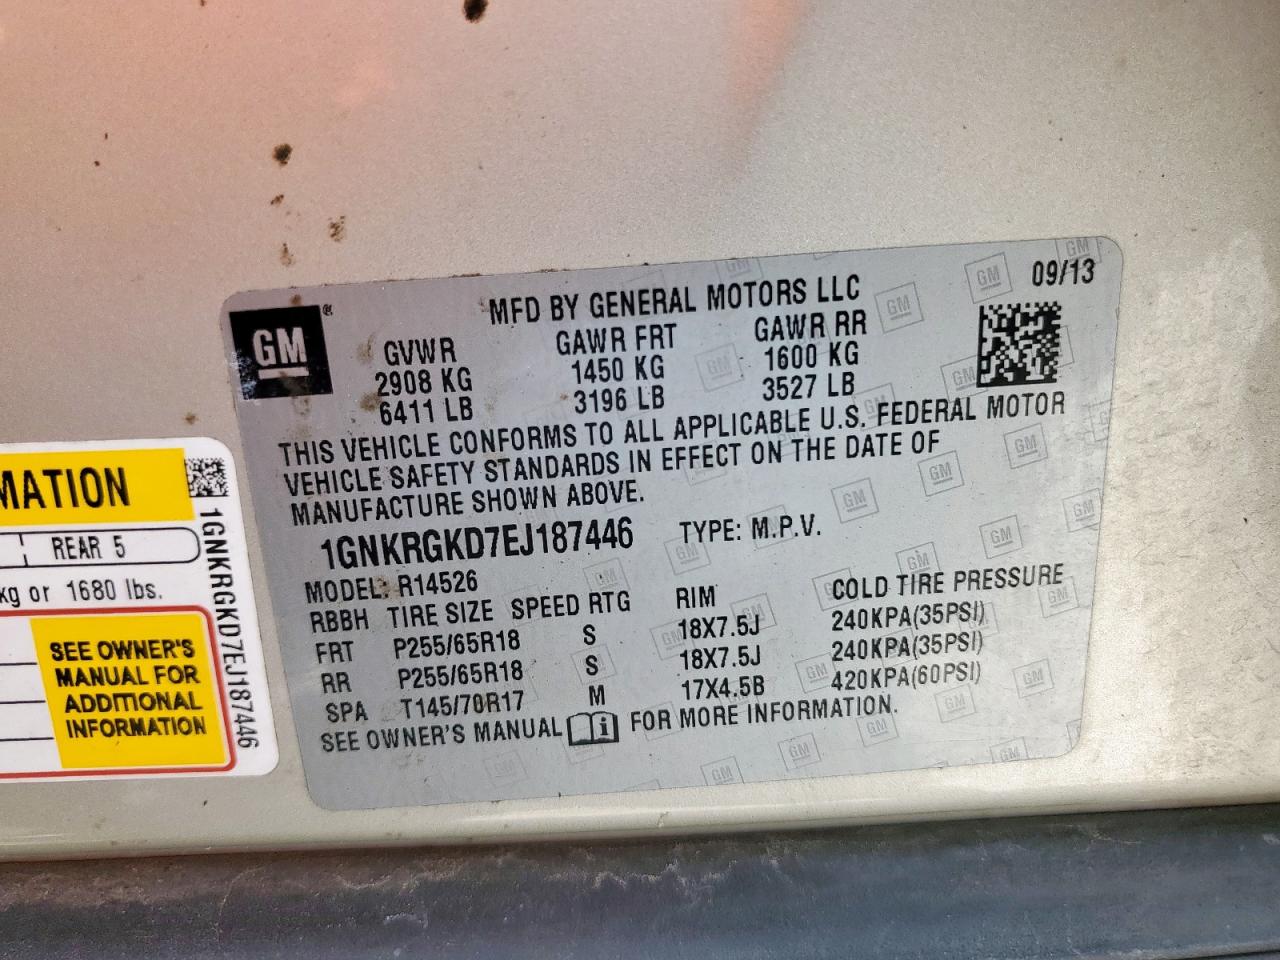 MFD BY GENERAL MOTORS LLC
09/13
GM
®
GVWR GAWR FRT GAWR RR
2908 KG 1450 KG 1600 KG
6411 LB 3196 LB 3527 LB
THIS VEHICLE CONFORMS TO ALL APPLICABLE U.S. FEDERAL MOTOR
VEHICLE SAFETY STANDARDS IN EFFECT ON THE DATE OF
MANUFACTURE SHOWN ABOVE.
1GNKRGKD7EJ187446 TYPE: M.P.V.
MODEL: R14526
RBBH TIRE SIZE SPEED RTG RIM COLD TIRE PRESSURE
FRT P255/65R18 S 18X7.5J 240KPA(35PSI)
RR P255/65R18 S 18X7.5J 240KPA(35PSI)
SPA T145/70R17 M 17X4.5B 420KPA(60PSI)
SEE OWNER'S MANUAL FOR MORE INFORMATION.
MATION
REAR 5
kg or 1680 lbs.
SEE OWNER'S
MANUAL FOR
ADDITIONAL
INFORMATION
1GNKRGKD7EJ187446